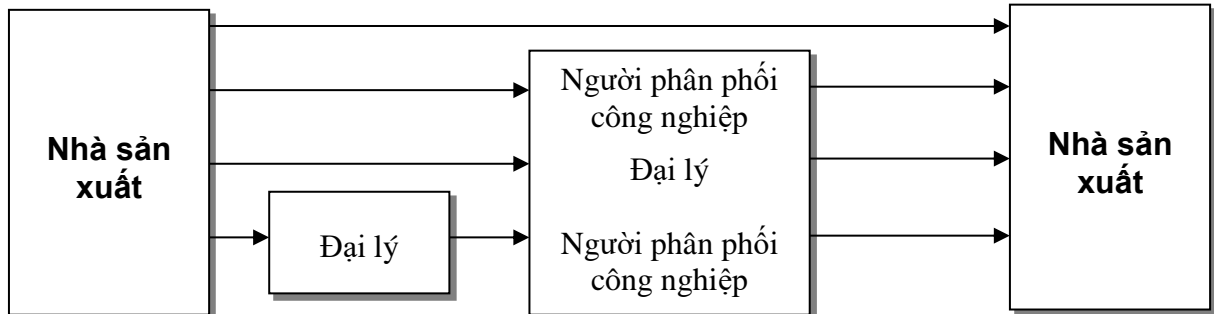 Nhà sản
xuất
Đại lý
Người phân phối
công nghiệp
Đại lý
Người phân phối
công nghiệp
Nhà sản
xuất